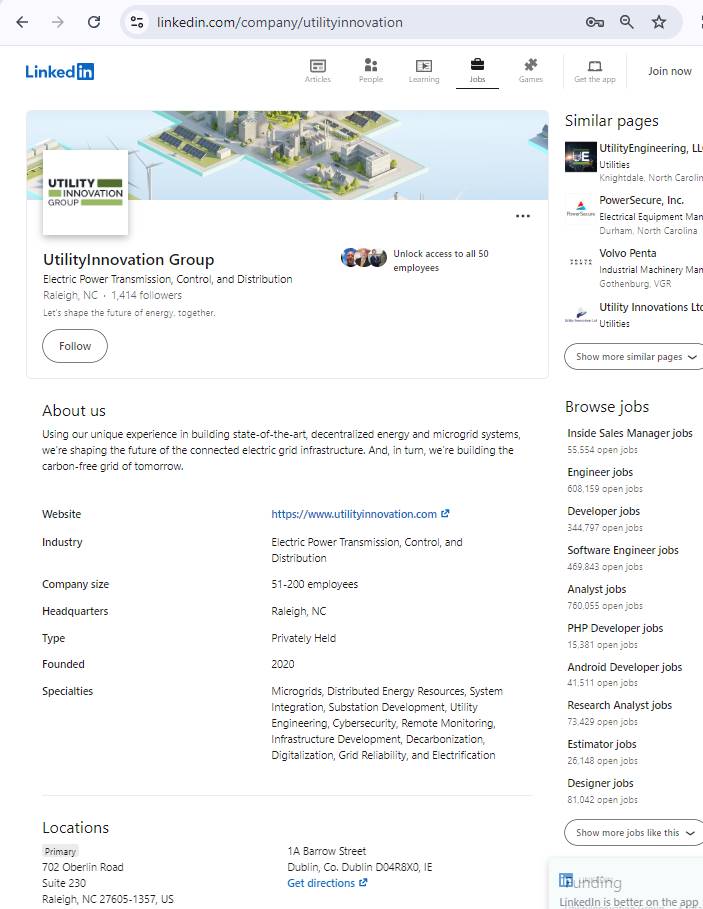 linkedin.com/company/utilityinnovation
Linkedin
Articles
People
Learning
Jobs
Games
Get the app
Join now
UTILITY
INNOVATION
GROUP
UtilityInnovation Group
Electric Power Transmission, Control, and Distribution
Raleigh, NC · 1,414 followers
Let's shape the future of energy. together.
Unlock access to all 50
employees
Follow
About us
Using our unique experience in building state-of-the-art, decentralized energy and microgrid systems,
we're shaping the future of the connected electric grid infrastructure. And, in turn, we're building the
carbon-free grid of tomorrow.
Website
https://www.utilityinnovation.com
Industry
Electric Power Transmission, Control, and
Distribution
Company size
51-200 employees
Headquarters
Raleigh, NC
Type
Privately Held
Founded
2020
Specialties
Microgrids, Distributed Energy Resources, System
Integration, Substation Development, Utility
Engineering, Cybersecurity, Remote Monitoring,
Infrastructure Development, Decarbonization,
Digitalization, Grid Reliability, and Electrification
Locations
Primary
702 Oberlin Road
Suite 230
Raleigh, NC 27605-1357, US
1A Barrow Street
Dublin, Co. Dublin D04R8X0, IE
Get directions
Similar pages
UE
UtilityEngineering, LL
Utilities
Knightdale, North Carolin
PowerSecure
PowerSecure, Inc.
Electrical Equipment Man
Durham, North Carolina
VOLVO
Volvo Penta
Industrial Machinery Man
Gothenburg, VGR
Utility Innovations Ltd
Utilities
Show more similar pages
Browse jobs
Inside Sales Manager jobs
55,554 open jobs
Engineer jobs
608,159 open jobs
Developer jobs
344,797 open jobs
Software Engineer jobs
469,843 open jobs
Analyst jobs
760,055 open jobs
PHP Developer jobs
15,381 open jobs
Android Developer jobs
41,511 open jobs
Research Analyst jobs
73,429 open jobs
Estimator jobs
26,148 open jobs
Designer jobs
81,042 open jobs
Show more jobs like this
Funding
LinkedIn is better on the app